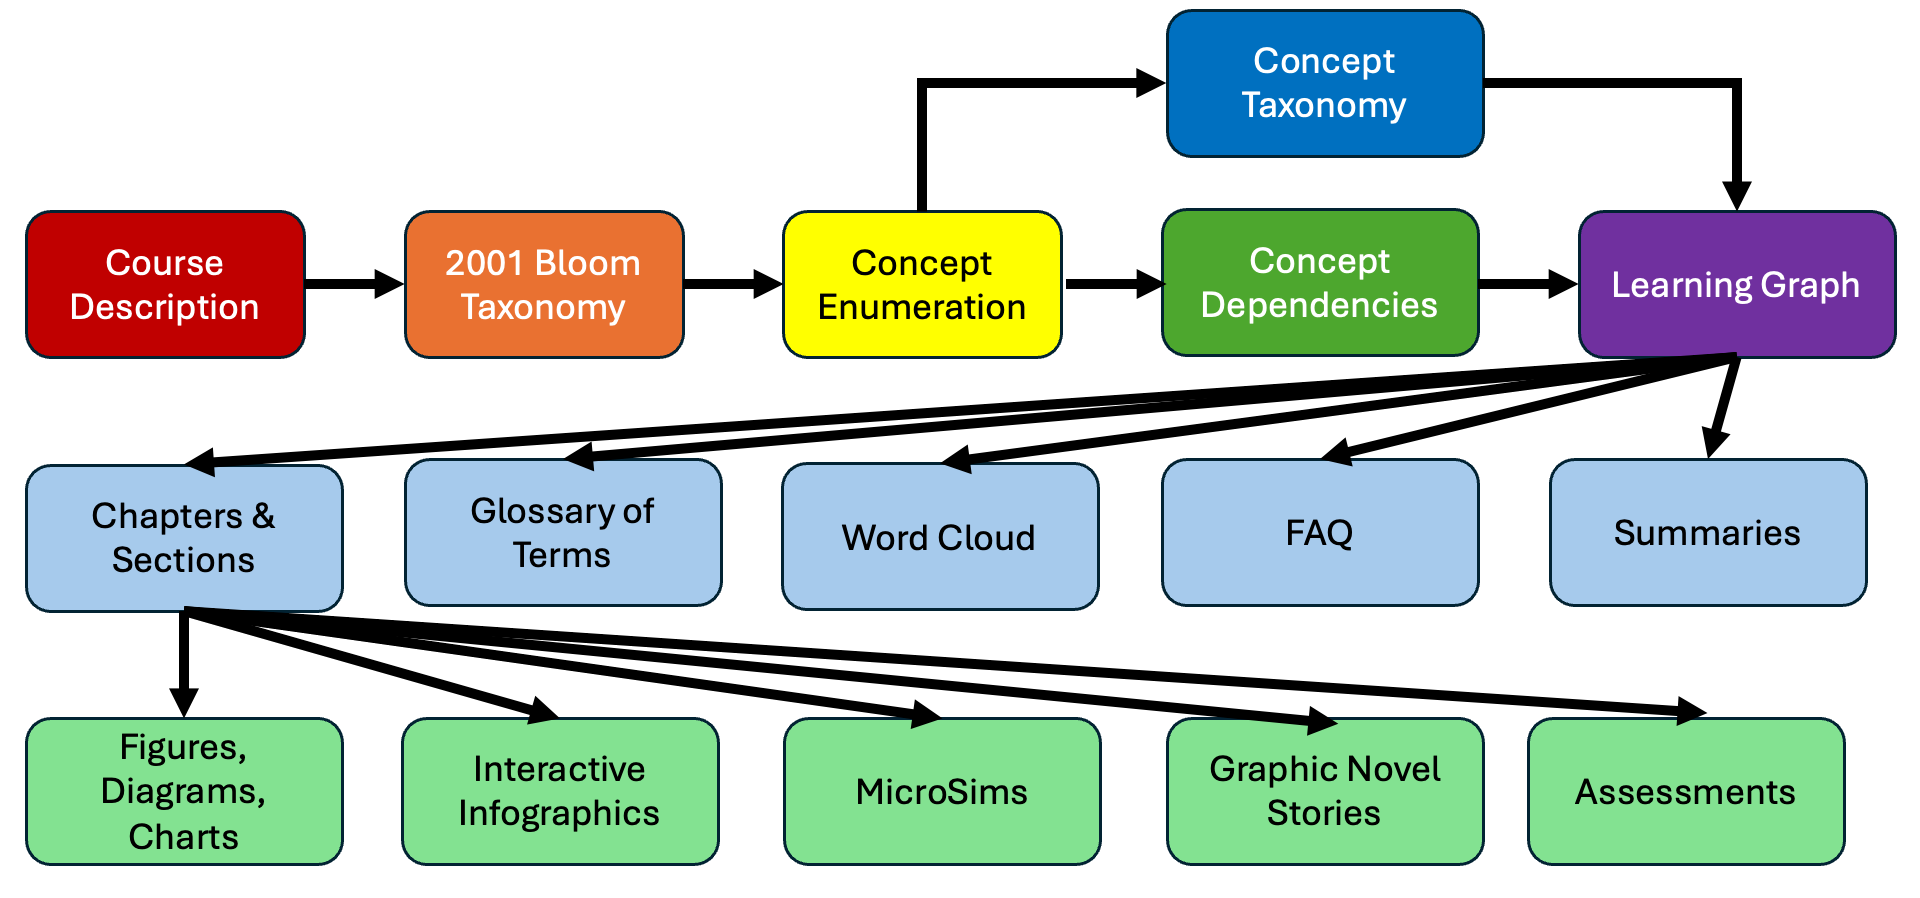 Concept
Taxonomy
Course
Description
2001 Bloom
Taxonomy
Concept
Enumeration
Concept
Dependencies
Learning Graph
Chapters &
Sections
Glossary of
Terms
Word Cloud
FAQ
Summaries
Figures,
Diagrams,
Charts
Interactive
Infographics
MicroSims
Graphic Novel
Stories
Assessments